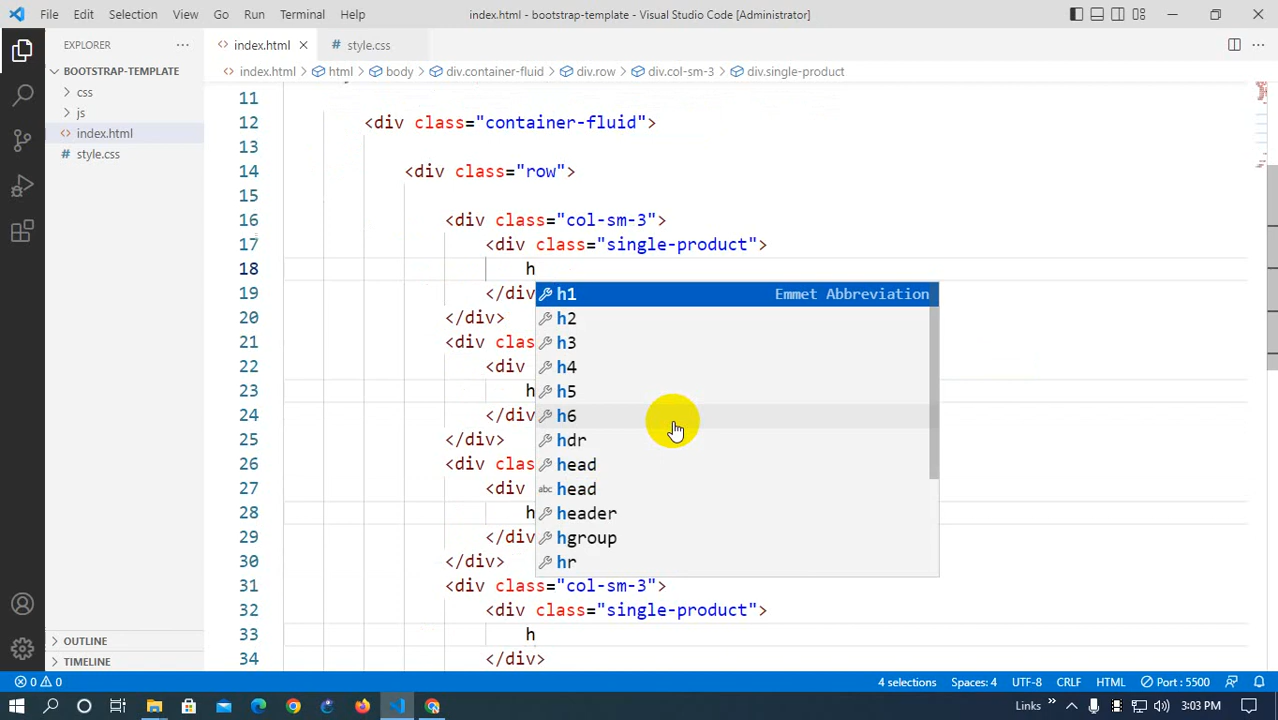 File Edit Selection View Go Run Terminal Help
index.html - bootstrap-template - Visual Studio Code [Administrator]
EXPLORER
BOOTSTRAP-TEMPLATE
css
js
index.html
style.css
OUTLINE
TIMELINE
index.html style.css
index.html > html > body > div.container-fluid > div.row > div.col-sm-3 > div.single-product
11
12 <div class="container-fluid">
13
14 <div class="row">
15
16 <div class="col-sm-3">
17 <div class="single-product">
18 h
19 </div
20 </div>
21 <div clas
22 <div
23 h
24 </div
25 </div>
26 <div clas
27 <div
28 h
29 </div
30 </div>
31 <div class="col-sm-3">
32 <div class="single-product">
33 h
34 </div>
h1 Emmet Abbreviation
h2
h3
h4
h5
h6
hdr
head
abc head
header
hgroup
hr
0 0 4 selections Spaces: 4 UTF-8 CRLF HTML Port : 5500
Links » 3:03 PM